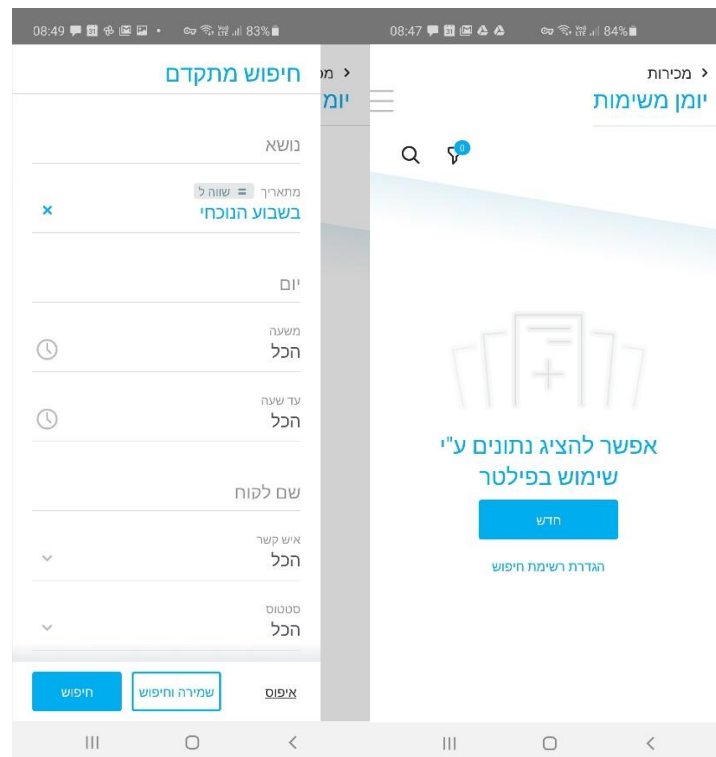 08:47 84%
מכירות
יומן משימות
0
אפשר להציג נתונים ע"י
שימוש בפילטר
חדש
הגדרת רשימת חיפוש
08:49 83%
חיפוש מתקדם
נושא
מתאריך = שווה ל
בשבוע הנוכחי
יום
משעה
הכל
עד שעה
הכל
שם לקוח
איש קשר
הכל
סטטוס
הכל
איפוס
שמירה וחיפוש
חיפוש